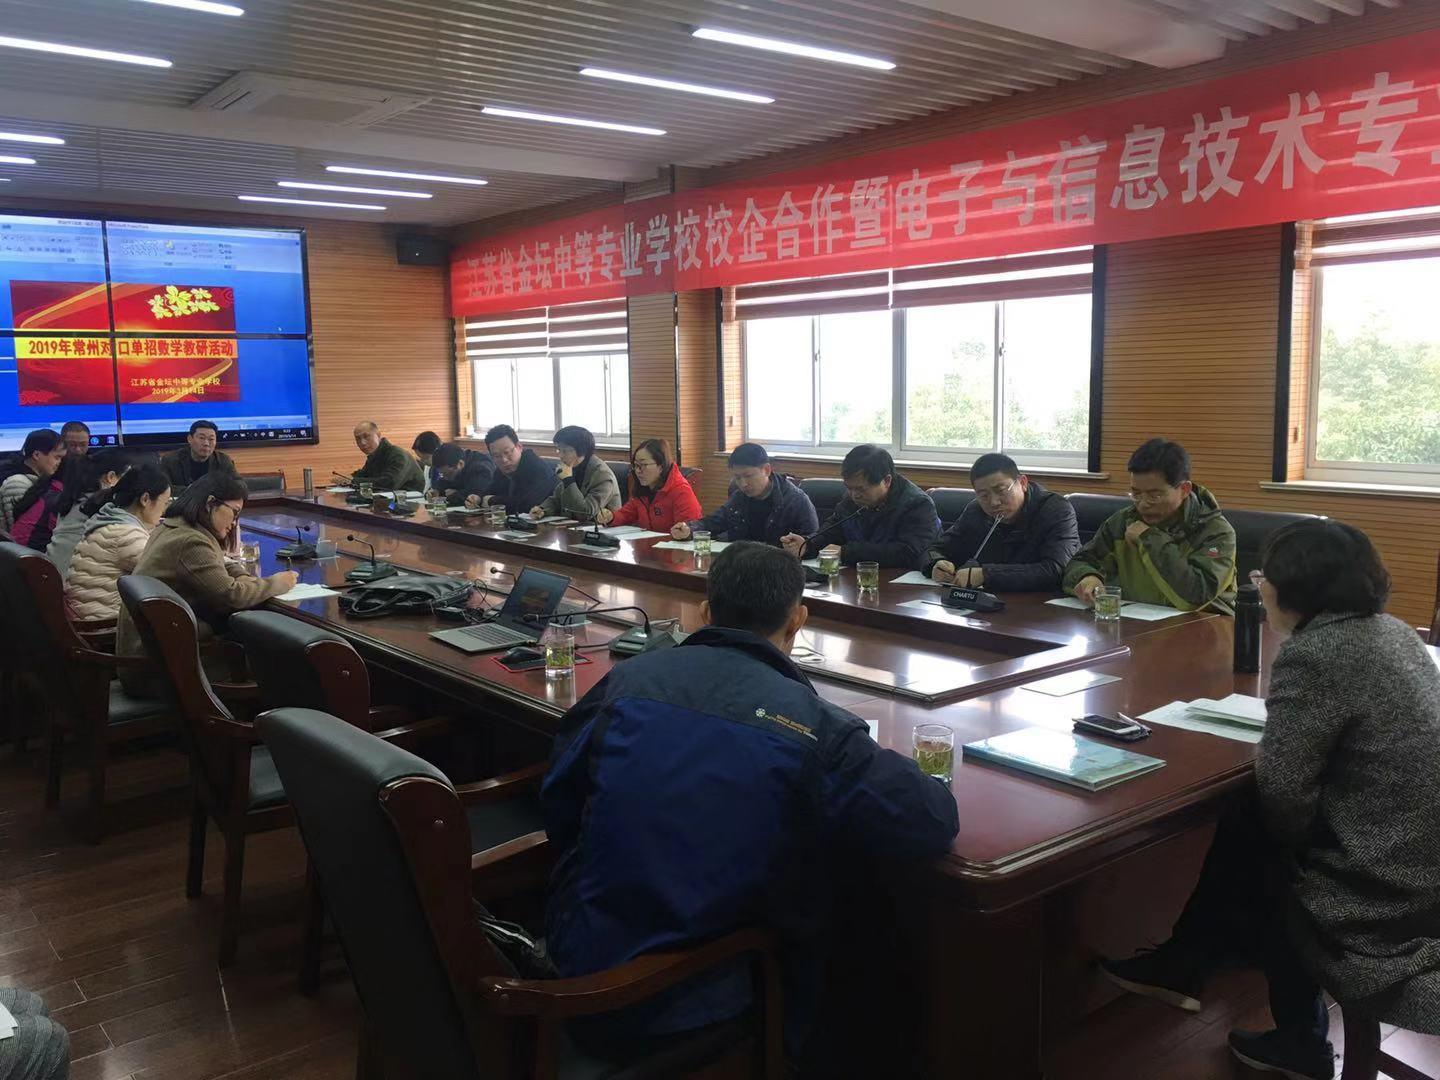 江苏省金坛中等专业学校校企合作暨电子与信息技术专
2019年常州对口单招数学教研活动
江苏省金坛中等专业学校
2019年3月14日
CHARTU